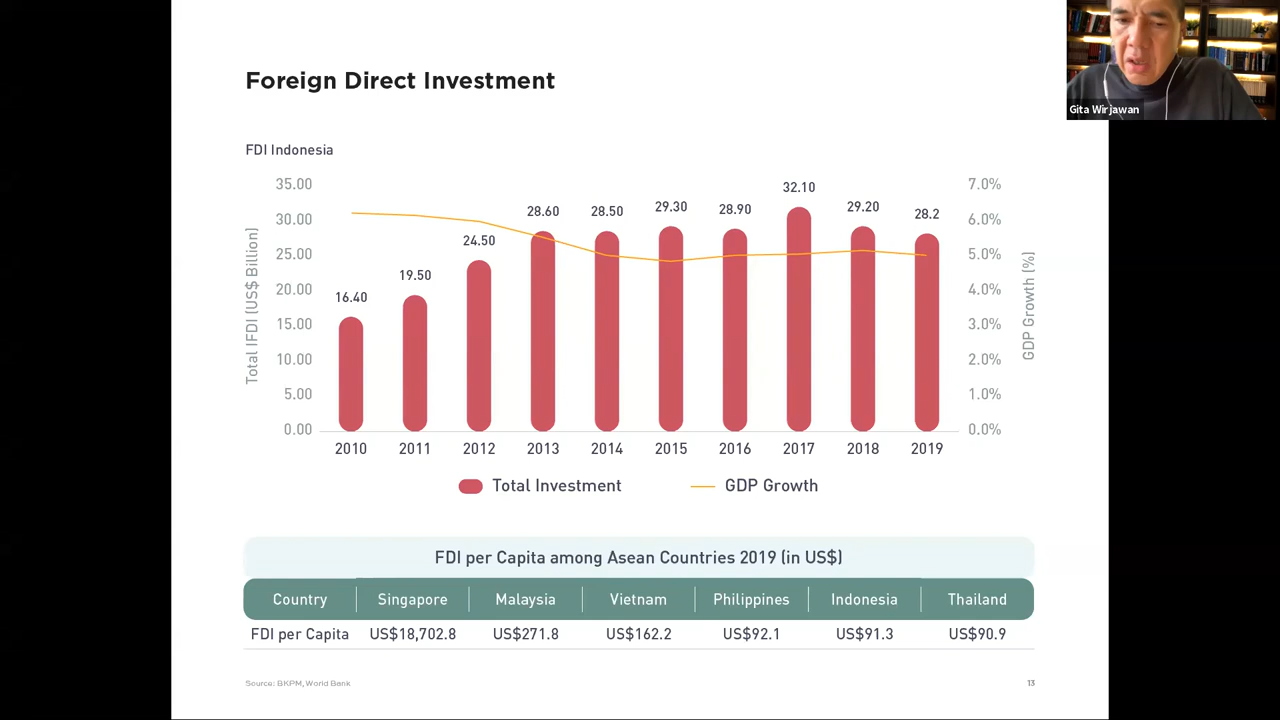 Gita Wirjawan
Foreign Direct Investment
FDI Indonesia
Total IFDI (US$ Billion)
35.00
30.00
25.00
20.00
15.00
10.00
5.00
0.00
16.40
19.50
24.50
28.60
28.50
29.30
28.90
32.10
29.20
28.2
7.0%
6.0%
5.0%
4.0%
3.0%
2.0%
1.0%
0.0%
GDP Growth (%)
2010 2011 2012 2013 2014 2015 2016 2017 2018 2019
Total Investment GDP Growth
FDI per Capita among Asean Countries 2019 (in US$)
Country Singapore Malaysia Vietnam Philippines Indonesia Thailand
FDI per Capita US$18,702.8 US$271.8 US$162.2 US$92.1 US$91.3 US$90.9
Source: BKPM, World Bank
13